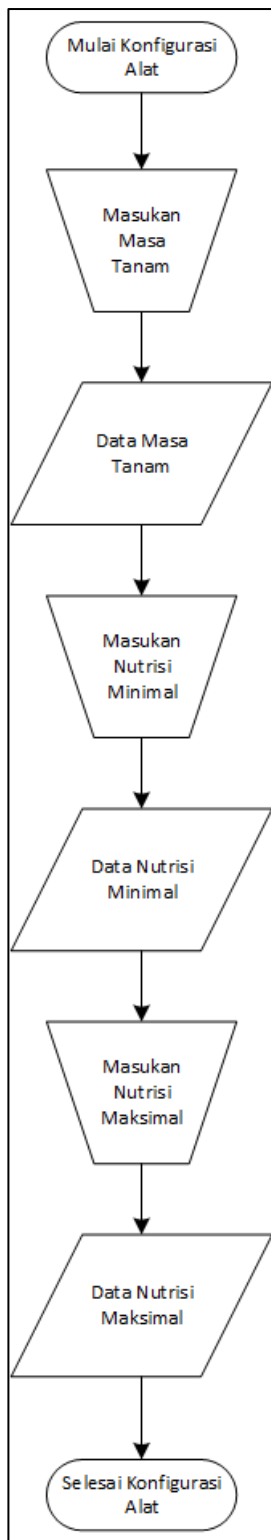 Mulai Konfigurasi
Alat
Masukan
Masa
Tanam
Data Masa
Tanam
Masukan
Nutrisi
Minimal
Data Nutrisi
Minimal
Masukan
Nutrisi
Maksimal
Data Nutrisi
Maksimal
Selesai Konfigurasi
Alat